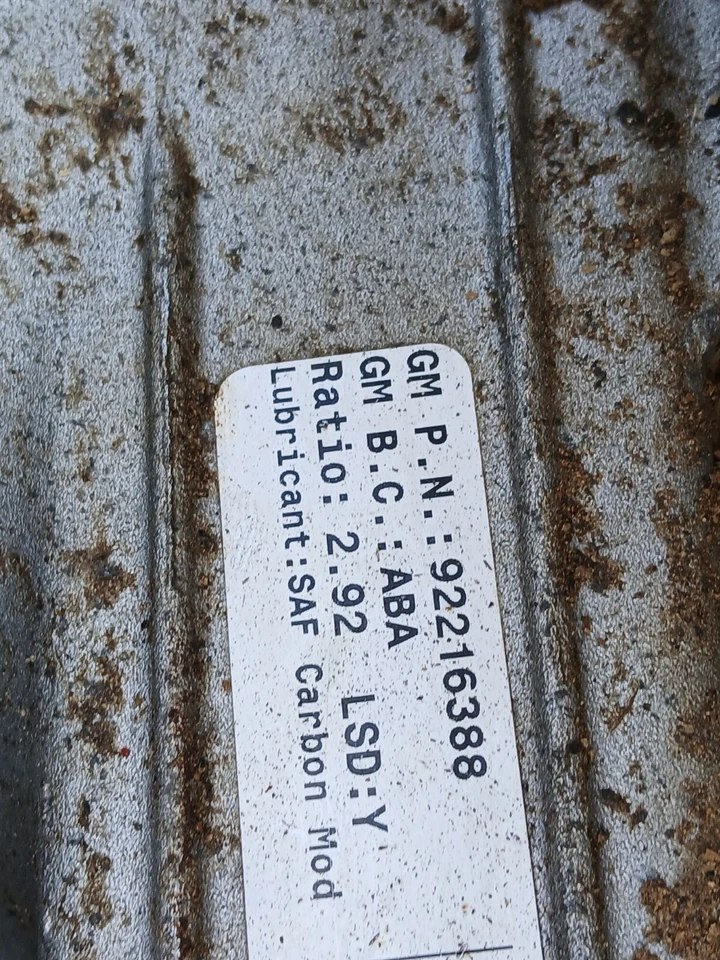 GM P.N.:92216388
GM B.C.:ABA
Ratio: 2.92 LSD:Y
Lubricant:SAF Carbon Mod